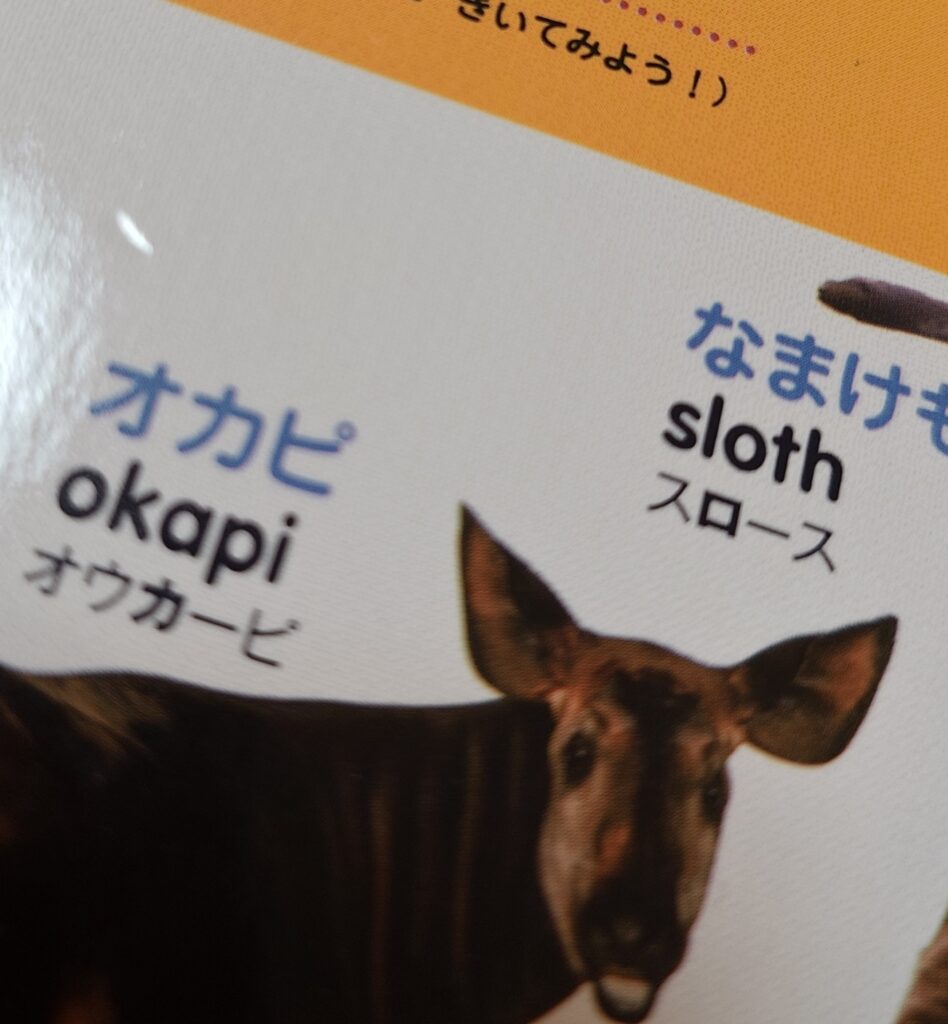 きいてみよう！）
オカピ
okapi
オウカーピ
なまけも
sloth
スロース